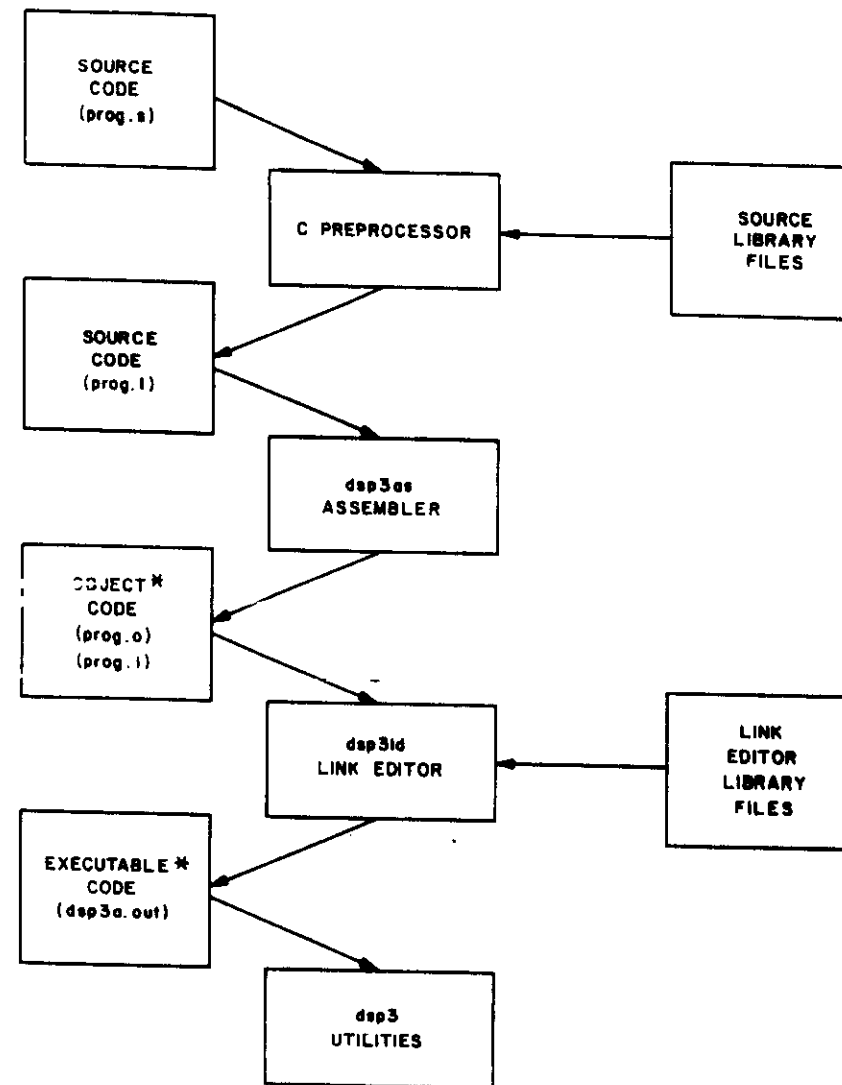 SOURCE
CODE
(prog.s)
C PREPROCESSOR
SOURCE
LIBRARY
FILES
SOURCE
CODE
(prog.i)
dsp3as
ASSEMBLER
OBJECT*
CODE
(prog.o)
(prog.l)
dsp3ld
LINK EDITOR
LINK
EDITOR
LIBRARY
FILES
EXECUTABLE*
CODE
(dsp3a.out)
dsp3
UTILITIES